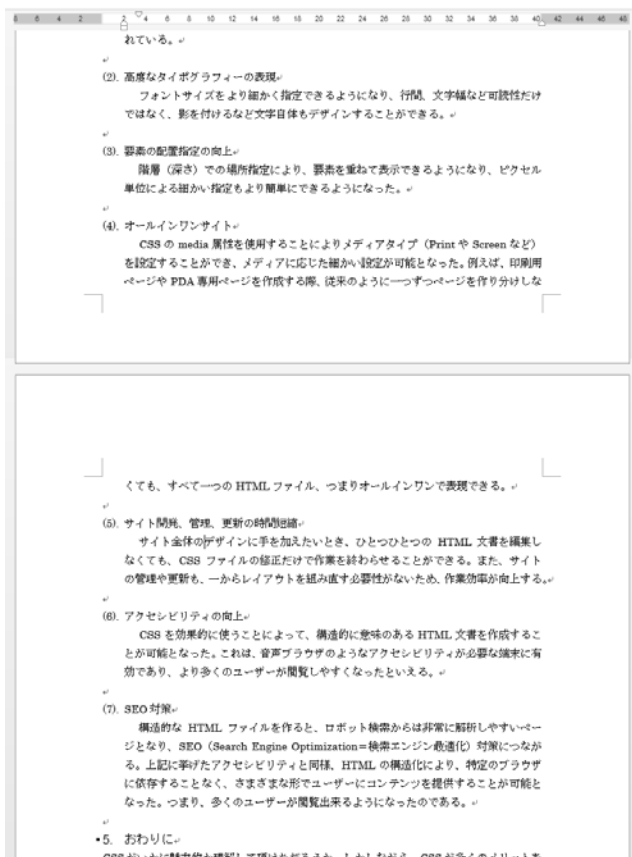 8 6 4 2 2 4 6 8 10 12 14 16 18 20 22 24 26 28 30 32 34 36 38 40 42 44 46 48
れている。
(2). 高度なタイポグラフィーの表現
フォントサイズをより細かく指定できるようになり、行間、文字幅など可読性だけ
ではなく、影を付けるなど文字自体もデザインすることができる。
(3). 要素の配置指定の向上
階層（深さ）での場所指定により、要素を重ねて表示できるようになり、ピクセル
単位による細かい指定もより簡単にできるようになった。
(4). オールインワンサイト
CSS の media 属性を使用することによりメディアタイプ（Print や Screen など）
を設定することができ、メディアに応じた細かい設定が可能となった。例えば、印刷用
ページや PDA 専用ページを作成する際、従来のように一つずつページを作り分けしな
くても、すべて一つの HTML ファイル、つまりオールインワンで表現できる。
(5). サイト開発、管理、更新の時間短縮
サイト全体のデザインに手を加えたいとき、ひとつひとつの HTML 文書を編集し
なくても、CSS ファイルの修正だけで作業を終わらせることができる。また、サイト
の管理や更新も、一からレイアウトを組み直す必要性がないため、作業効率が向上する。
(6). アクセシビリティの向上
CSS を効果的に使うことによって、構造的に意味のある HTML 文書を作成するこ
とが可能となった。これは、音声ブラウザのようなアクセシビリティが必要な端末に有
効であり、より多くのユーザーが閲覧しやすくなったといえる。
(7). SEO 対策
構造的な HTML ファイルを作ると、ロボット検索からは非常に解析しやすいペー
ジとなり、SEO（Search Engine Optimization＝検索エンジン最適化）対策につなが
る。上記に挙げたアクセシビリティと同様、HTML の構造化により、特定のブラウザ
に依存することなく、さまざまな形でユーザーにコンテンツを提供することが可能と
なった。つまり、多くのユーザーが閲覧出来るようになったのである。
5. おわりに